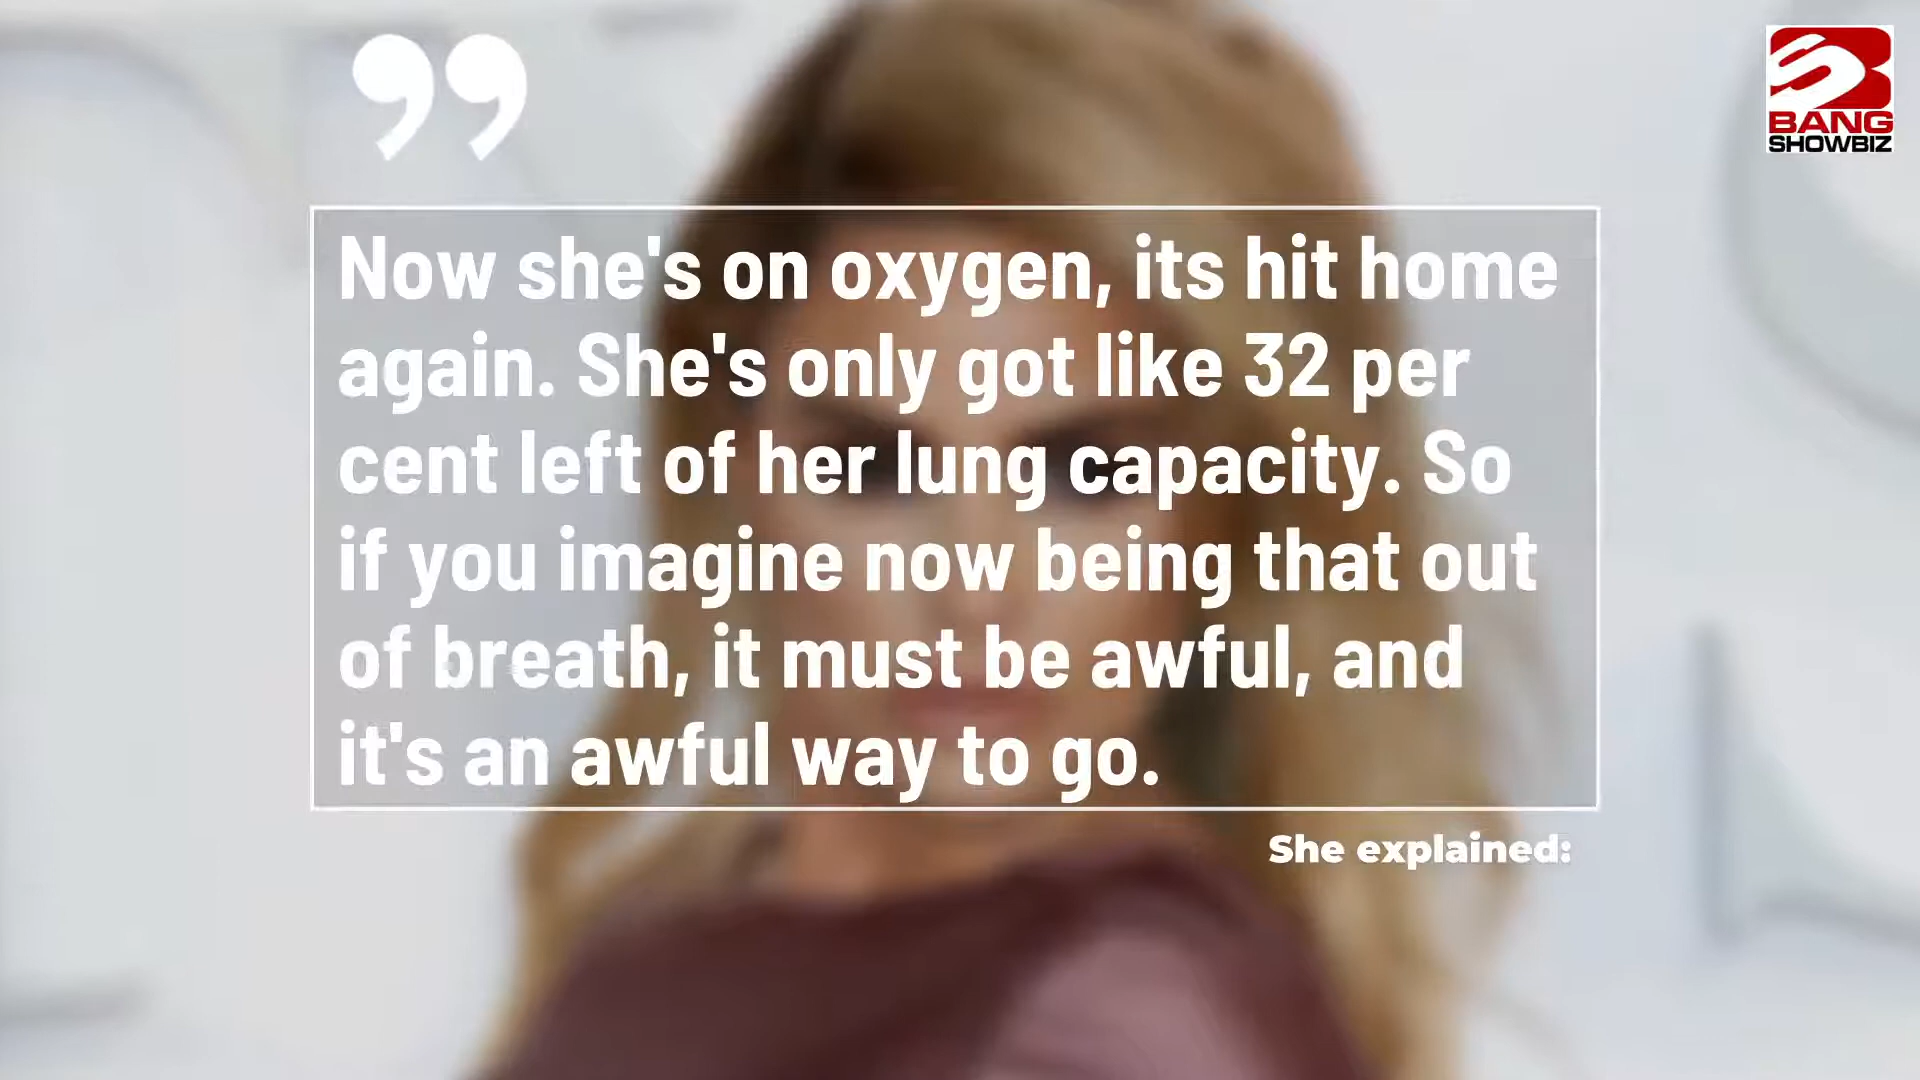 ”
BANG
SHOWBIZ
Now she's on oxygen, its hit home
again. She's only got like 32 per
cent left of her lung capacity. So
if you imagine now being that out
of breath, it must be awful, and
it's an awful way to go.
She explained: